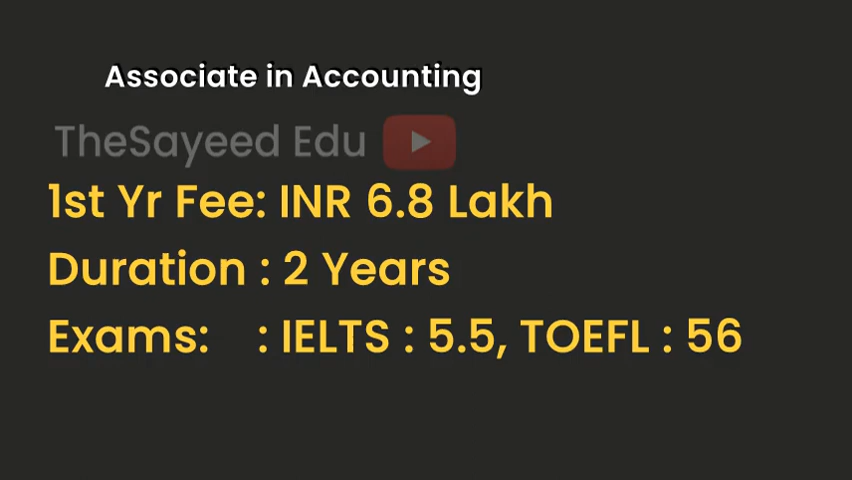 Associate in Accounting
TheSayeed Edu
1st Yr Fee: INR 6.8 Lakh
Duration : 2 Years
Exams: : IELTS : 5.5, TOEFL : 56